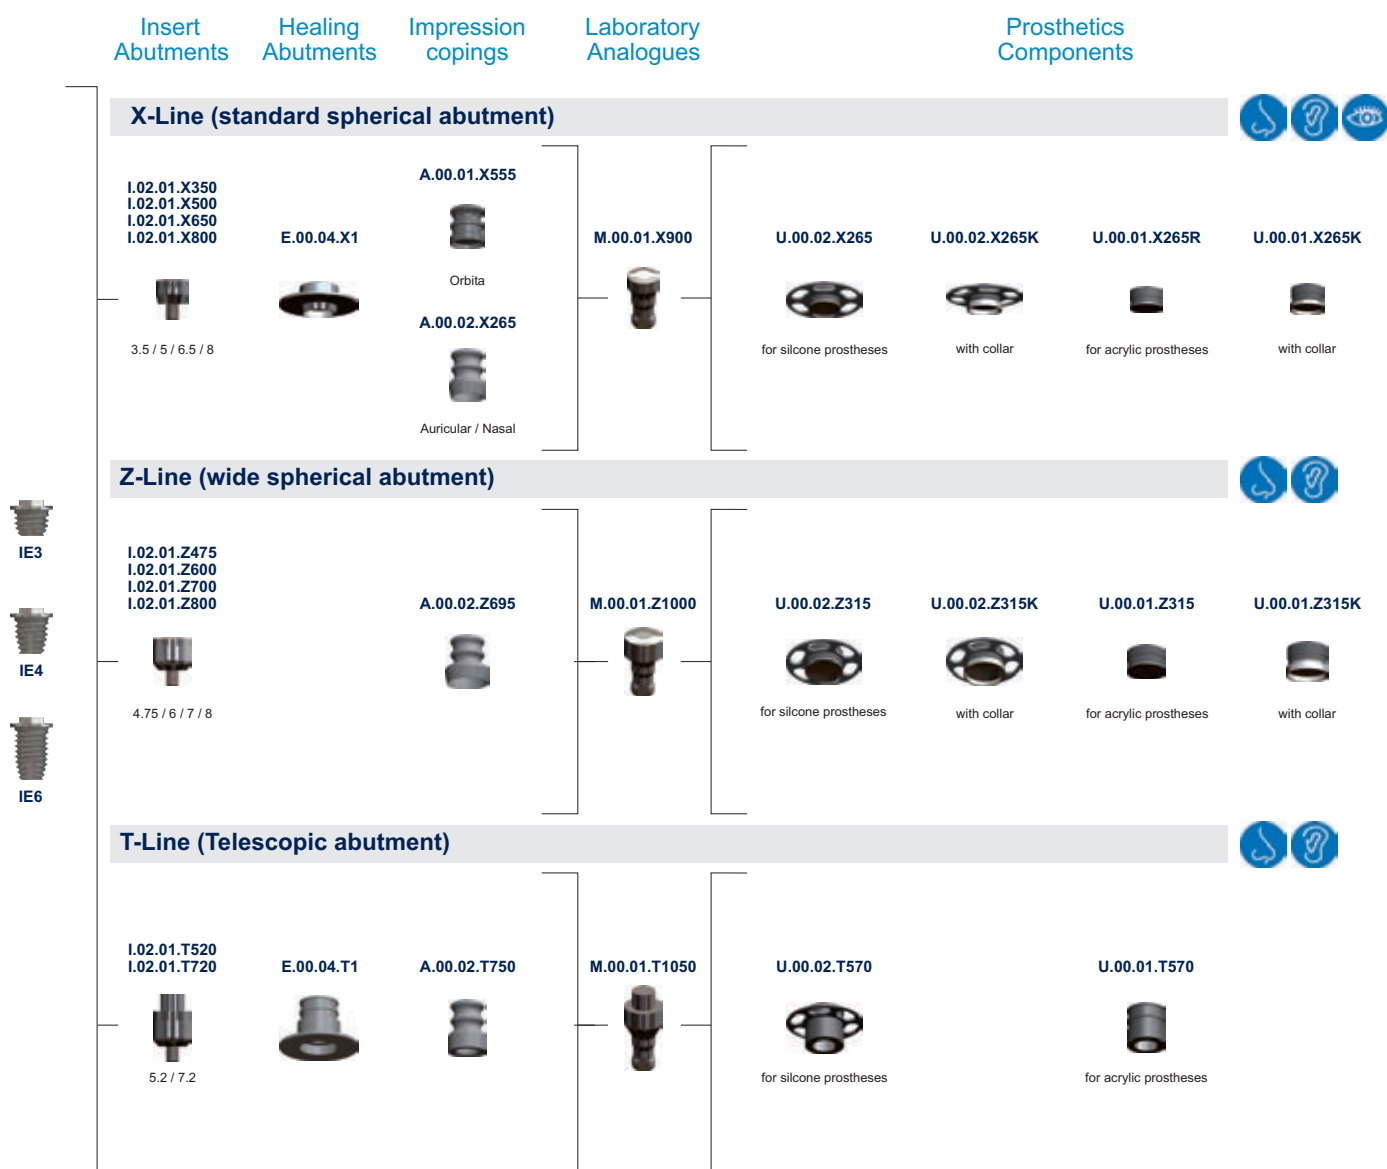 Insert
Abutments
Healing
Abutments
Impression
copings
Laboratory
Analogues
Prosthetics
Components
X-Line (standard spherical abutment)
I.02.01.X350
I.02.01.X500
I.02.01.X650
I.02.01.X800
3.5 / 5 / 6.5 / 8
E.00.04.X1
A.00.01.X555
Orbita
A.00.02.X265
Auricular / Nasal
M.00.01.X900
U.00.02.X265
for silcone prostheses
U.00.02.X265K
with collar
U.00.01.X265R
for acrylic prostheses
U.00.01.X265K
with collar
IE3
IE4
IE6
Z-Line (wide spherical abutment)
I.02.01.Z475
I.02.01.Z600
I.02.01.Z700
I.02.01.Z800
4.75 / 6 / 7 / 8
A.00.02.Z695
M.00.01.Z1000
U.00.02.Z315
for silcone prostheses
U.00.02.Z315K
with collar
U.00.01.Z315
for acrylic prostheses
U.00.01.Z315K
with collar
T-Line (Telescopic abutment)
I.02.01.T520
I.02.01.T720
5.2 / 7.2
E.00.04.T1
A.00.02.T750
M.00.01.T1050
U.00.02.T570
for silcone prostheses
U.00.01.T570
for acrylic prostheses